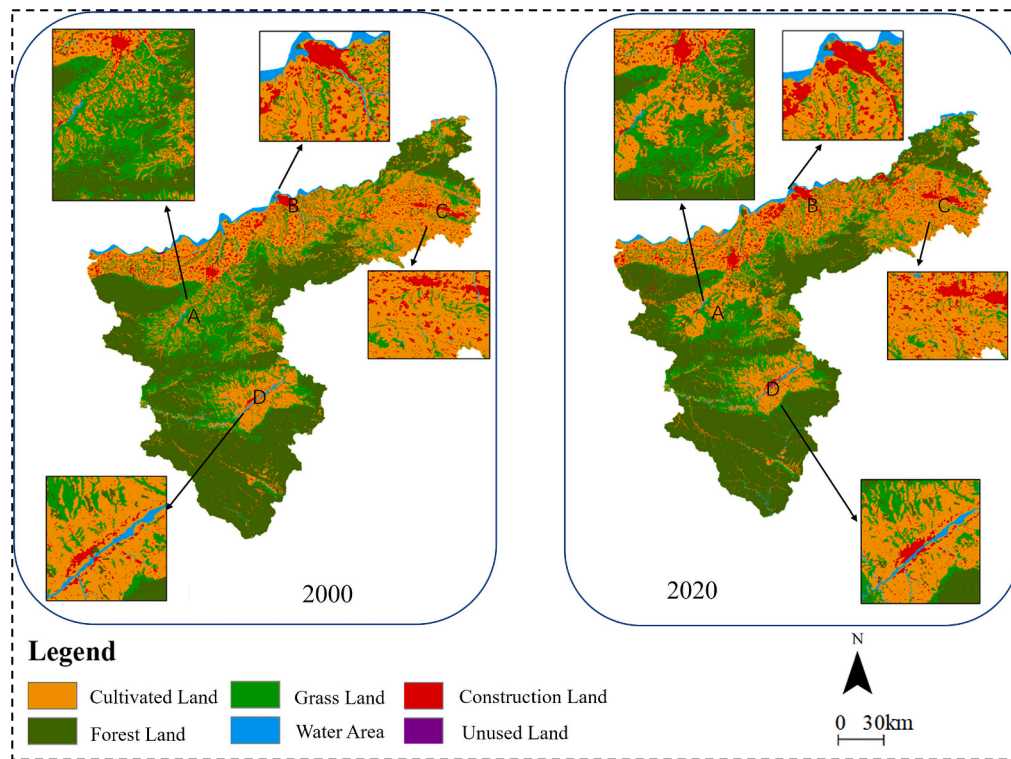 B
C
A
D
2000
B
C
A
D
2020
Legend
Cultivated Land
Grass Land
Construction Land
Forest Land
Water Area
Unused Land
N
0 30km